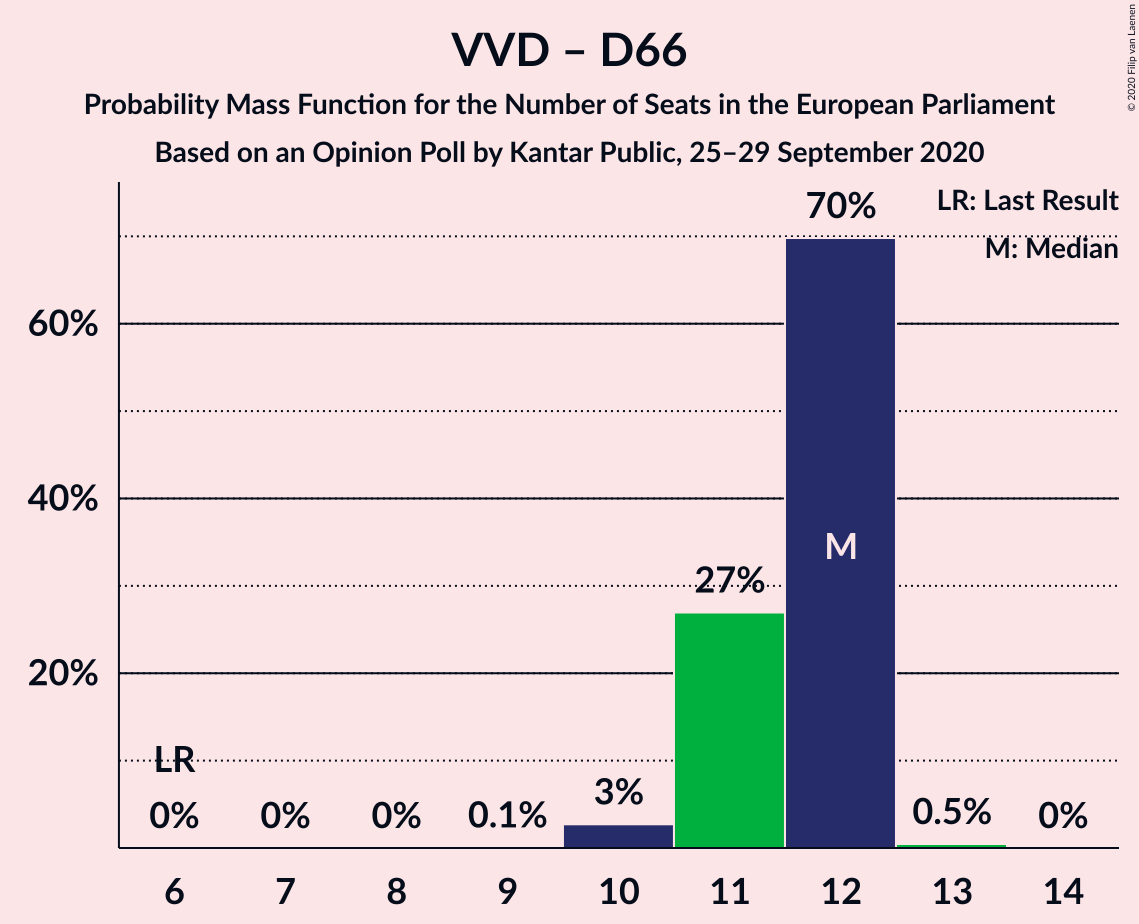 VVD – D66
Probability Mass Function for the Number of Seats in the European Parliament
Based on an Opinion Poll by Kantar Public, 25–29 September 2020
© 2020 Filip van Laenen
LR: Last Result
M: Median
70%
60%
40%
20%
M
27%
LR
0%
0%
0%
0.1%
3%
0.5%
0%
6 7 8 9 10 11 12 13 14